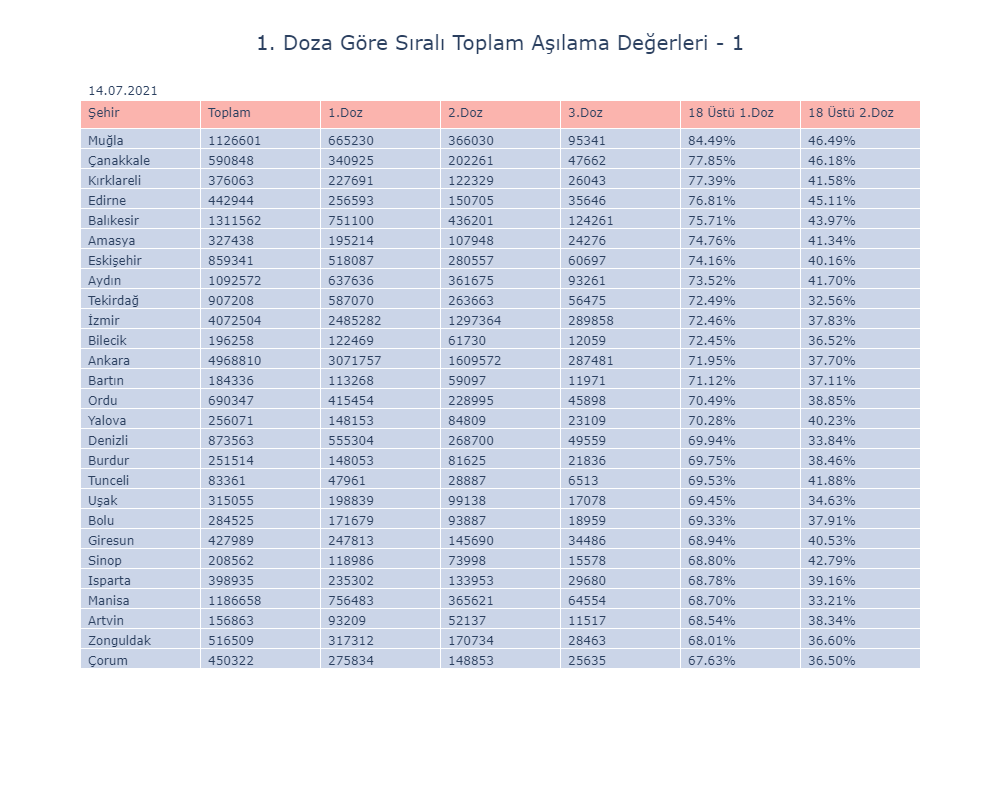 1. Doza Göre Sıralı Toplam Aşılama Değerleri - 1
14.07.2021
Şehir Toplam 1.Doz 2.Doz 3.Doz 18 Üstü 1.Doz 18 Üstü 2.Doz
Muğla 1126601 665230 366030 95341 84.49% 46.49%
Çanakkale 590848 340925 202261 47662 77.85% 46.18%
Kırklareli 376063 227691 122329 26043 77.39% 41.58%
Edirne 442944 256593 150705 35646 76.81% 45.11%
Balıkesir 1311562 751100 436201 124261 75.71% 43.97%
Amasya 327438 195214 107948 24276 74.76% 41.34%
Eskişehir 859341 518087 280557 60697 74.16% 40.16%
Aydın 1092572 637636 361675 93261 73.52% 41.70%
Tekirdağ 907208 587070 263663 56475 72.49% 32.56%
İzmir 4072504 2485282 1297364 289858 72.46% 37.83%
Bilecik 196258 122469 61730 12059 72.45% 36.52%
Ankara 4968810 3071757 1609572 287481 71.95% 37.70%
Bartın 184336 113268 59097 11971 71.12% 37.11%
Ordu 690347 415454 228995 45898 70.49% 38.85%
Yalova 256071 148153 84809 23109 70.28% 40.23%
Denizli 873563 555304 268700 49559 69.94% 33.84%
Burdur 251514 148053 81625 21836 69.75% 38.46%
Tunceli 83361 47961 28887 6513 69.53% 41.88%
Uşak 315055 198839 99138 17078 69.45% 34.63%
Bolu 284525 171679 93887 18959 69.33% 37.91%
Giresun 427989 247813 145690 34486 68.94% 40.53%
Sinop 208562 118986 73998 15578 68.80% 42.79%
Isparta 398935 235302 133953 29680 68.78% 39.16%
Manisa 1186658 756483 365621 64554 68.70% 33.21%
Artvin 156863 93209 52137 11517 68.54% 38.34%
Zonguldak 516509 317312 170734 28463 68.01% 36.60%
Çorum 450322 275834 148853 25635 67.63% 36.50%